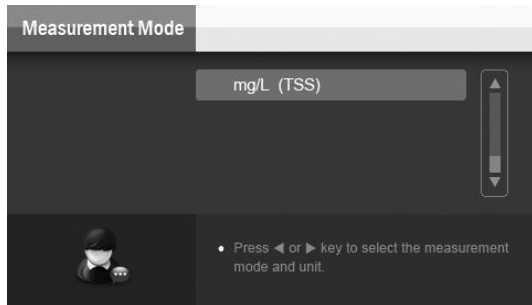 Measurement Mode
mg/L (TSS)
• Press ◀ or ▶ key to select the measurement
mode and unit.